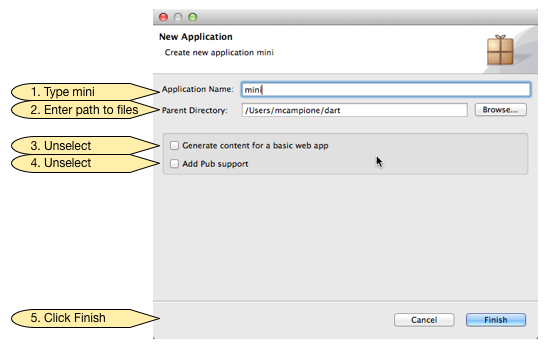 New Application
Create new application mini
1. Type mini
Application Name: mini
2. Enter path to files
Parent Directory: /Users/mcampione/dart Browse...
3. Unselect
Generate content for a basic web app
4. Unselect
Add Pub support
5. Click Finish
Cancel Finish